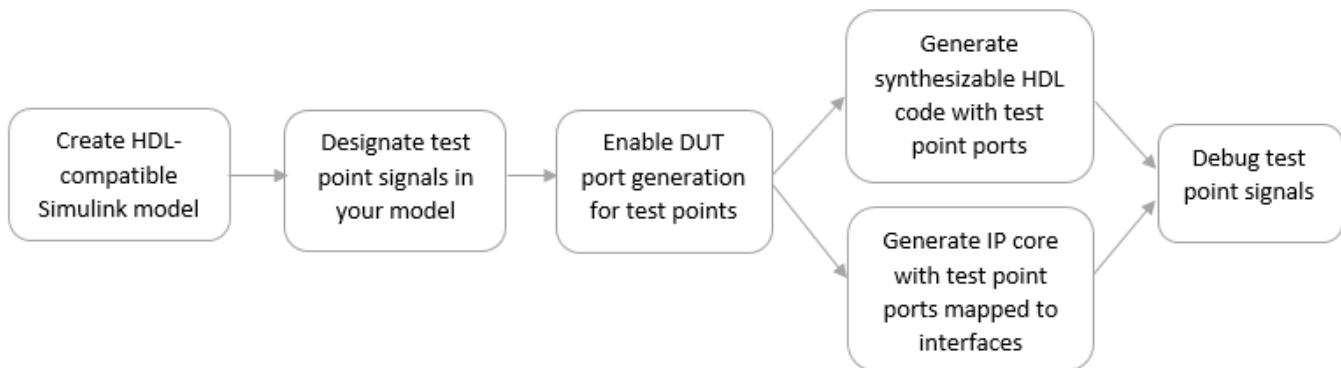 Create HDL-
compatible
Simulink model
Designate test
point signals in
your model
Enable DUT
port generation
for test points
Generate
synthesizable HDL
code with test
point ports
Generate IP core
with test point
ports mapped to
interfaces
Debug test
point signals